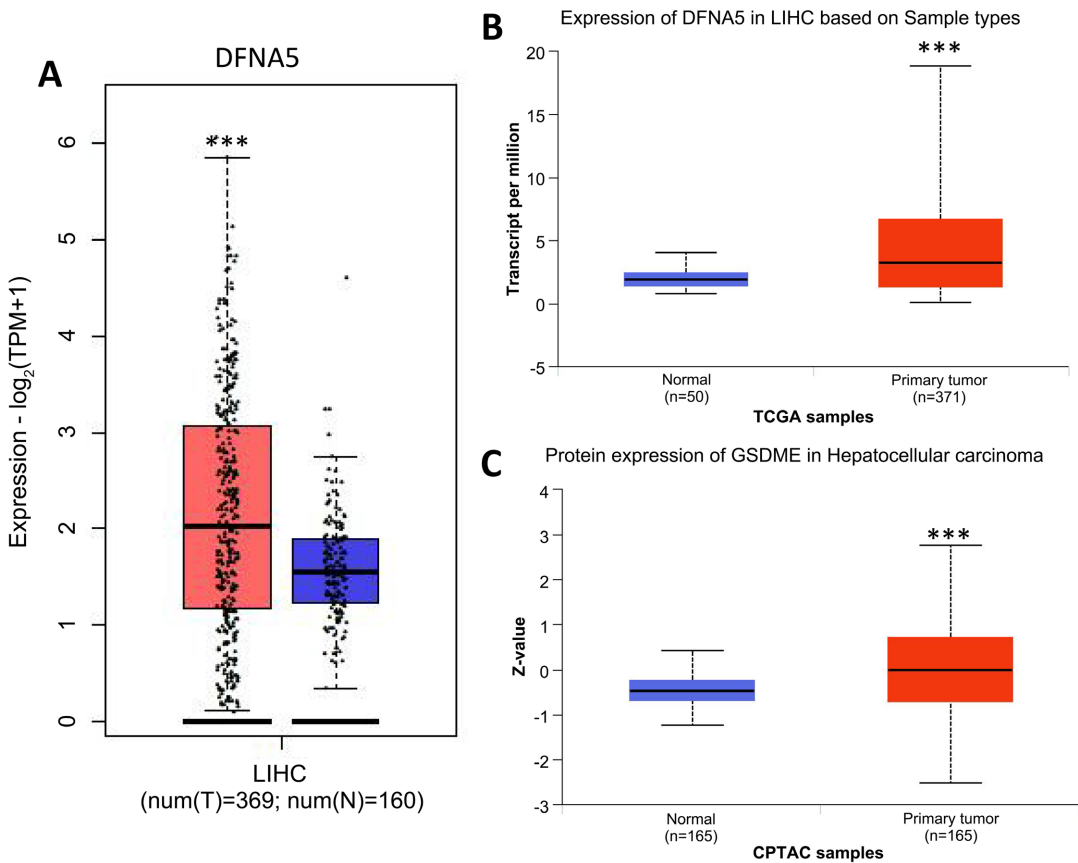 A
DFNA5
***
Expression - log2(TPM+1)
6
5
4
3
2
1
0
LIHC
(num(T)=369; num(N)=160)
B
Expression of DFNA5 in LIHC based on Sample types
***
Transcript per million
20
15
10
5
0
-5
Normal
(n=50)
Primary tumor
(n=371)
TCGA samples
C
Protein expression of GSDME in Hepatocellular carcinoma
***
Z-value
4
3
2
1
0
-1
-2
-3
Normal
(n=165)
Primary tumor
(n=165)
CPTAC samples